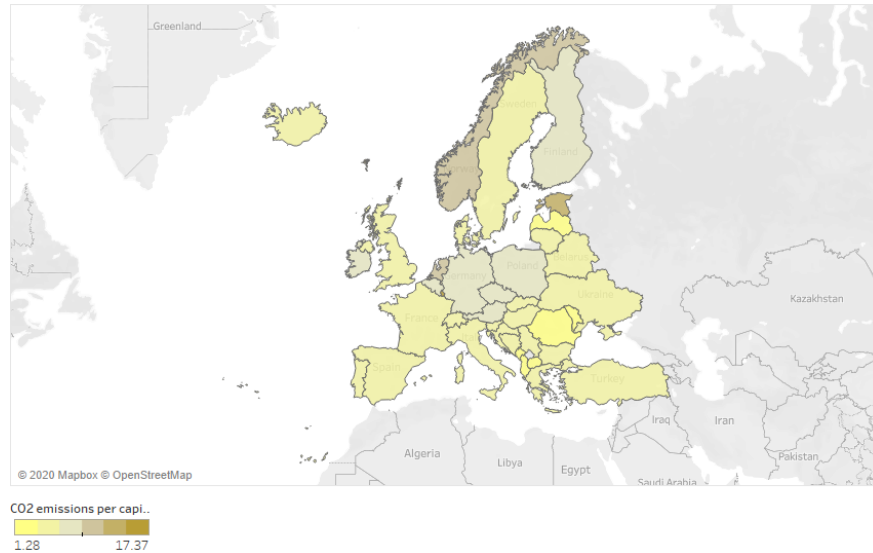 Greenland
Sweden
Finland
Norway
Belarus
Germany
Poland
Ukraine
Kazakhstan
France
Spain
Turkey
Iraq
Iran
Algeria
Libya
Egypt
Pakistan
Saudi Arabia
© 2020 Mapbox © OpenStreetMap
CO2 emissions per capi..
1.28 17.37